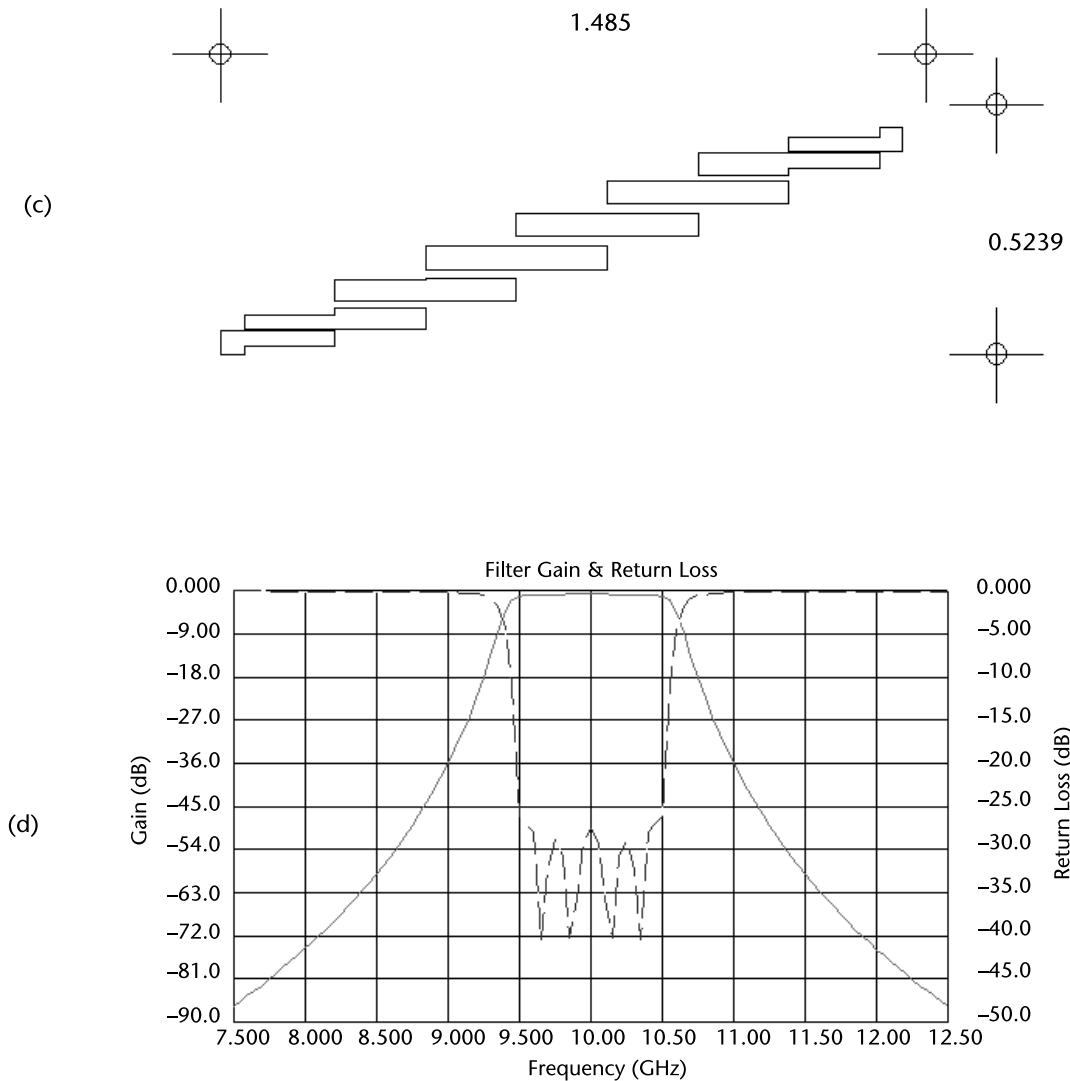 1.485
(c)
0.5239
Filter Gain & Return Loss
0.000 0.000
–9.00 –5.00
–18.0 –10.0
–27.0 –15.0
–36.0 –20.0
–45.0 –25.0
–54.0 –30.0
–63.0 –35.0
–72.0 –40.0
–81.0 –45.0
–90.0 –50.0
Gain (dB)
Return Loss (dB)
(d)
7.500 8.000 8.500 9.000 9.500 10.00 10.50 11.00 11.50 12.00 12.50
Frequency (GHz)